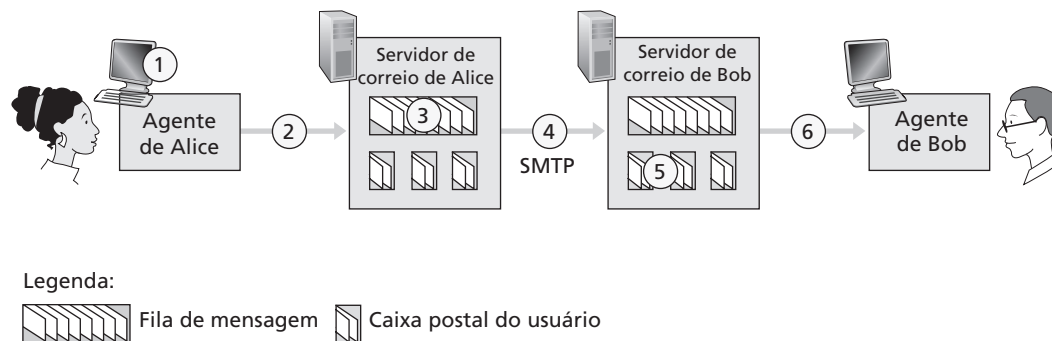 1
Agente
de Alice
2
Servidor de
correio de Alice
3
4
SMTP
Servidor de
correio de Bob
5
6
Agente
de Bob
Legenda:
Fila de mensagem
Caixa postal do usuário